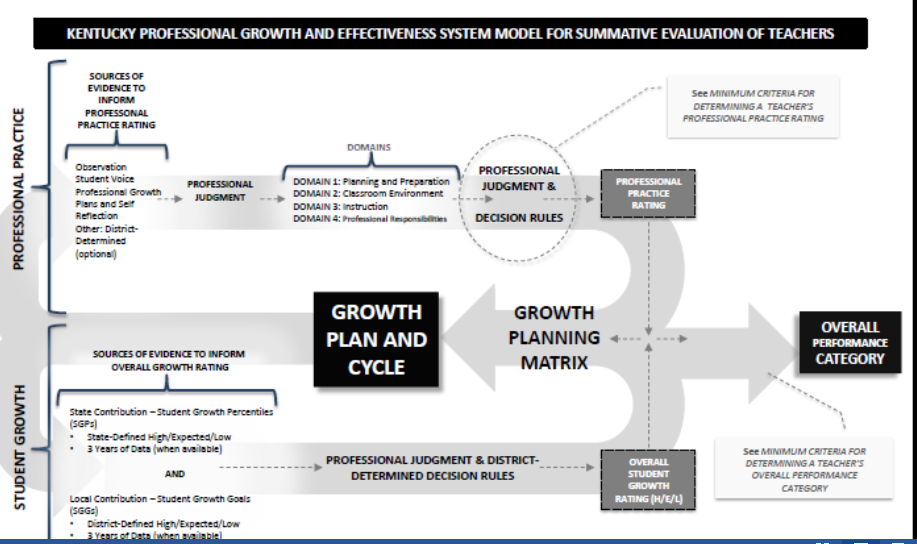 KENTUCKY PROFESSIONAL GROWTH AND EFFECTIVENESS SYSTEM MODEL FOR SUMMATIVE EVALUATION OF TEACHERS
PROFESSIONAL PRACTICE
SOURCES OF
EVIDENCE TO
INFORM
PROFESSIONAL
PRACTICE RATING
Observation
Student Voice
Professional Growth
Plans and Self
Reflection
Other: District-
Determined
(optional)
PROFESSIONAL
JUDGMENT
DOMAINS
DOMAIN 1: Planning and Preparation
DOMAIN 2: Classroom Environment
DOMAIN 3: Instruction
DOMAIN 4: Professional Responsibilities
PROFESSIONAL
JUDGMENT &
DECISION RULES
PROFESSIONAL
PRACTICE
RATING
See MINIMUM CRITERIA FOR
DETERMINING A TEACHER'S
PROFESSIONAL PRACTICE RATING
GROWTH
PLAN AND
CYCLE
GROWTH
PLANNING
MATRIX
OVERALL
PERFORMANCE
CATEGORY
STUDENT GROWTH
SOURCES OF EVIDENCE TO INFORM
OVERALL GROWTH RATING
State Contribution – Student Growth Percentiles
(SGPs)
• State-Defined High/Expected/Low
• 3 Years of Data (when available)
AND
Local Contribution – Student Growth Goals
(SGGs)
• District-Defined High/Expected/Low
• 3 Years of Data (when available)
PROFESSIONAL JUDGMENT & DISTRICT-
DETERMINED DECISION RULES
OVERALL
STUDENT
GROWTH
RATING (H/E/L)
See MINIMUM CRITERIA FOR
DETERMINING A TEACHER'S
OVERALL PERFORMANCE
CATEGORY